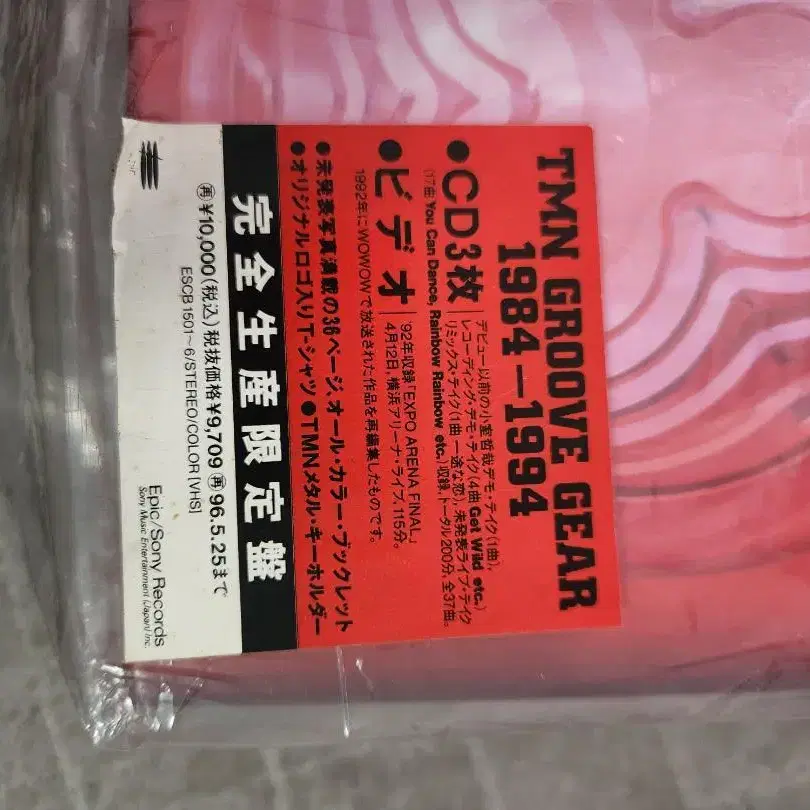 TMN GROOVE GEAR
1984—1994
●CD3枚
デビュー以前の小室哲哉デモ・テイク(1曲)、
レコーディング・デモ・テイク(4曲 Get Wild etc.)
リミックス・テイク(1曲 一途な恋)、未発表ライブ・テイク
(17曲 You Can Dance, Rainbow Rainbow etc.)収録、トータル200分、全37曲。
●ビデオ
'92年収録「EXPO ARENA FINAL」
4月12日、横浜アリーナ・ライブ、115分。
1992年にWOWOWで放送された作品を再編集したものです。
●未発表写真満載の36ページ、オール・カラー・ブックレット
●オリジナルロゴ入りT-シャツ ●TMNメタル・キーホルダー
完全生産限定盤
再 ¥10,000(税込) 税抜価格¥9,709 再 96.5.25まで
ESCB 1501〜6/STEREO/COLOR [VHS]
Epic/Sony Records
Sony Music Entertainment (Japan) Inc.